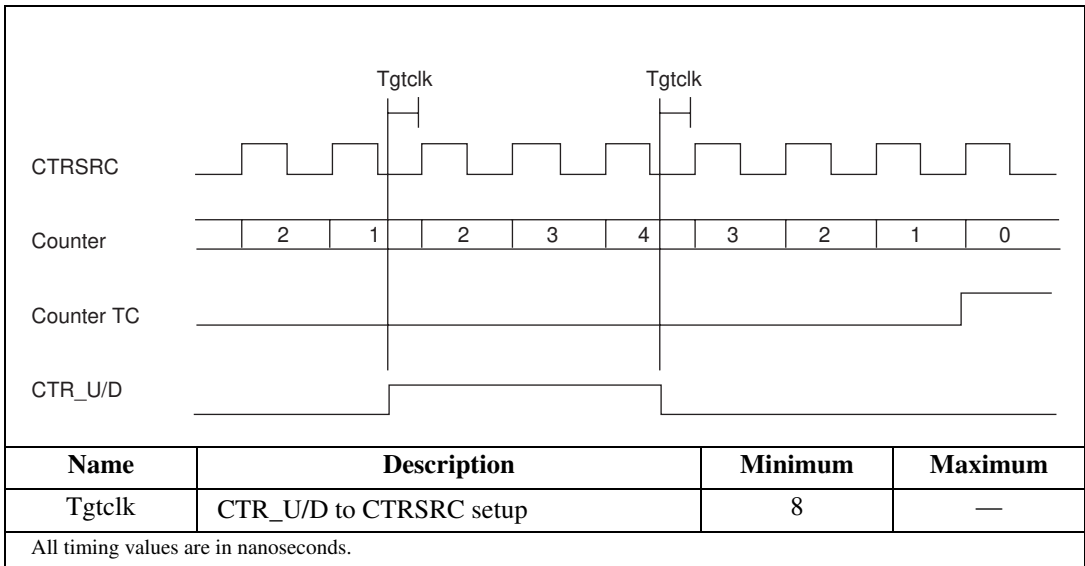 Tgtclk Tgtclk
CTRSRC
Counter 2 1 2 3 4 3 2 1 0
Counter TC
CTR_U/D
Name Description Minimum Maximum
Tgtclk CTR_U/D to CTRSRC setup 8 —
All timing values are in nanoseconds.